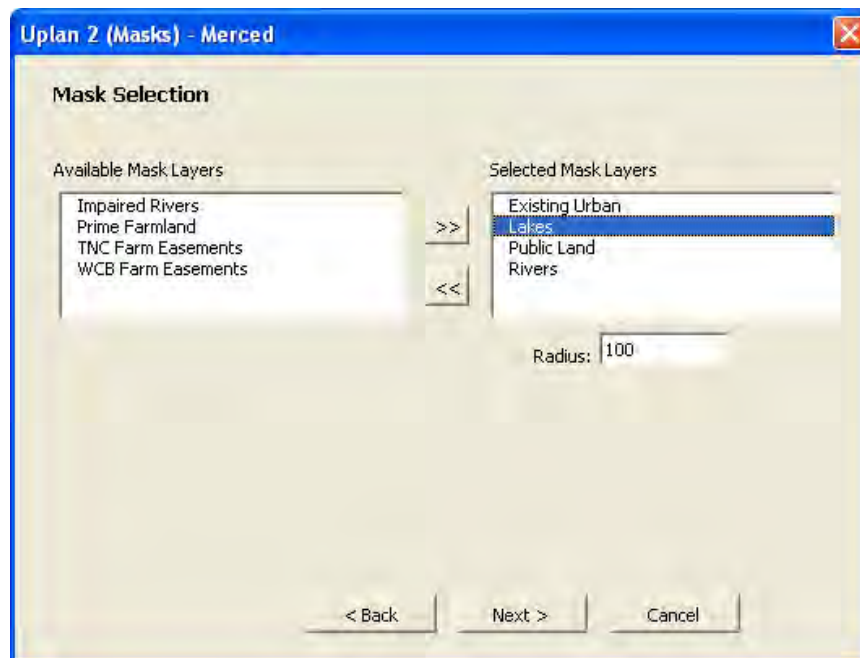 Uplan 2 (Masks) - Merced
Mask Selection
Available Mask Layers
Impaired Rivers
Prime Farmland
TNC Farm Easements
WCB Farm Easements
>>
<<
Selected Mask Layers
Existing Urban
Lakes
Public Land
Rivers
Radius: 100
< Back Next > Cancel